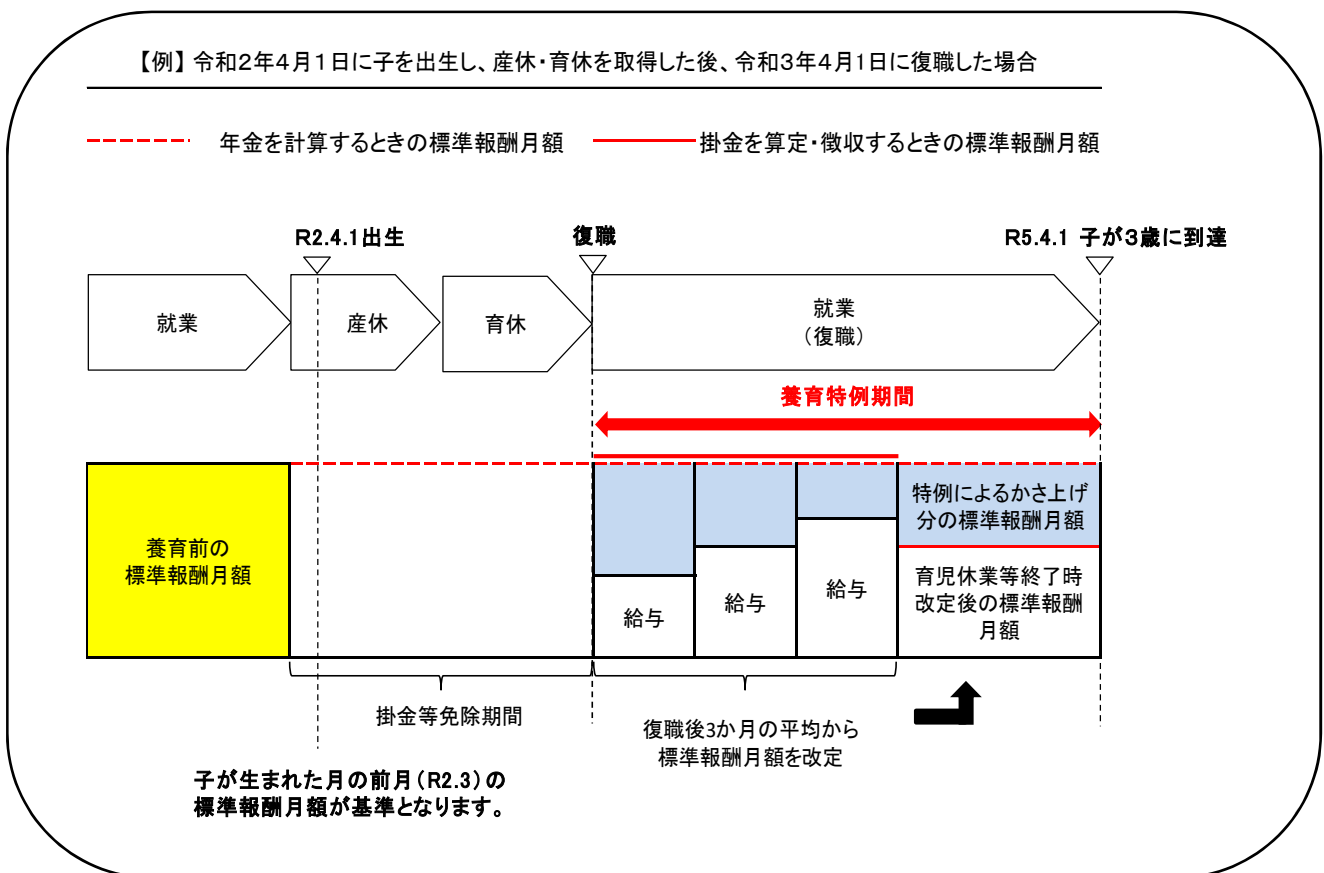 【例】 令和２年４月１日に子を出生し、産休・育休を取得した後、令和３年４月1日に復職した場合
年金を計算するときの標準報酬月額
掛金を算定・徴収するときの標準報酬月額
R2.4.1出生
復職
R5.4.1 子が３歳に到達
就業
産休
育休
就業
（復職）
養育特例期間
養育前の
標準報酬月額
給与
給与
給与
特例によるかさ上げ
分の標準報酬月額
育児休業等終了時
改定後の標準報酬
月額
掛金等免除期間
復職後3か月の平均から
標準報酬月額を改定
子が生まれた月の前月（R2.3）の
標準報酬月額が基準となります。